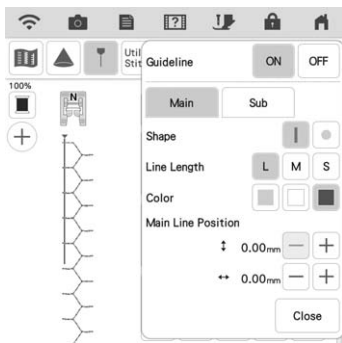 Util
Stit
Guideline ON OFF
100%
N
Main Sub
Shape
Line Length L M S
Color
Main Line Position
0.00mm − +
0.00mm − +
Close